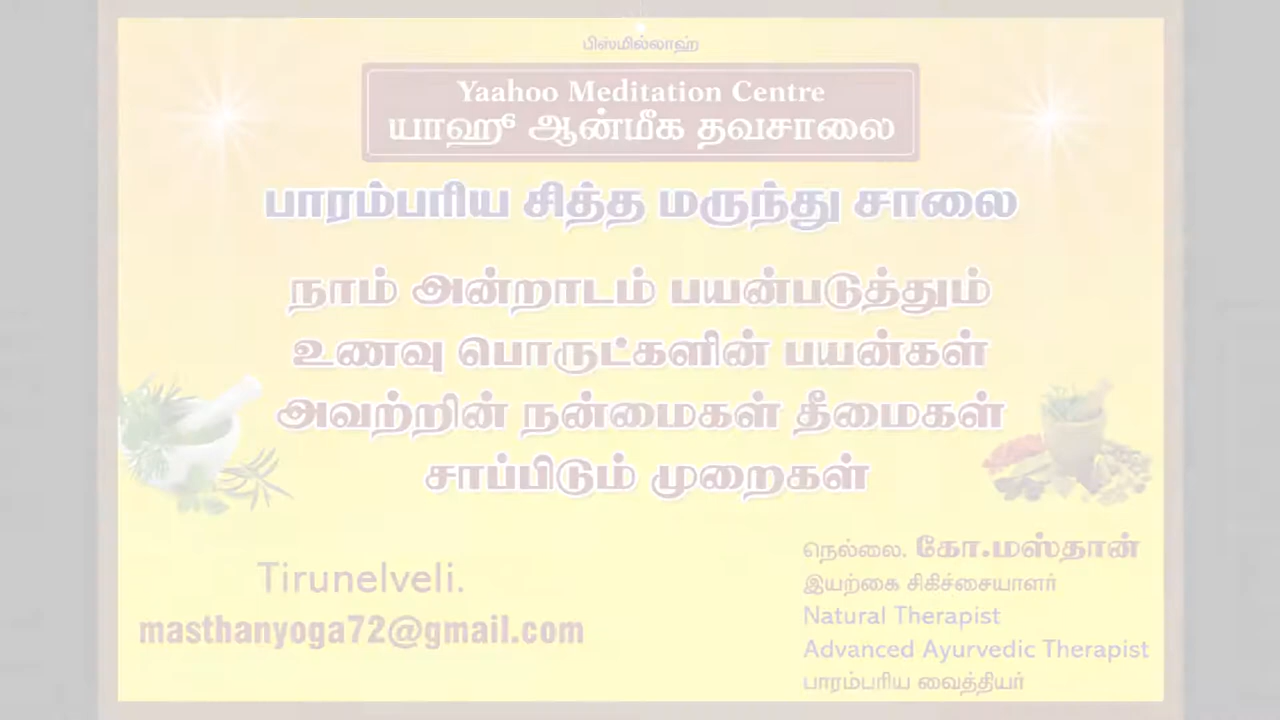 பிஸ்மில்லாஹ்
Yaahoo Meditation Centre
யாஹூ ஆன்மீக தவசாலை
பாரம்பரிய சித்த மருந்து சாலை
நாம் அன்றாடம் பயன்படுத்தும்
உணவு பொருட்களின் பயன்கள்
அவற்றின் நன்மைகள் தீமைகள்
சாப்பிடும் முறைகள்
Tirunelveli.
masthanyoga72@gmail.com
நெல்லை. கோ.மஸ்தான்
இயற்கை சிகிச்சையாளர்
Natural Therapist
Advanced Ayurvedic Therapist
பாரம்பரிய வைத்தியர்